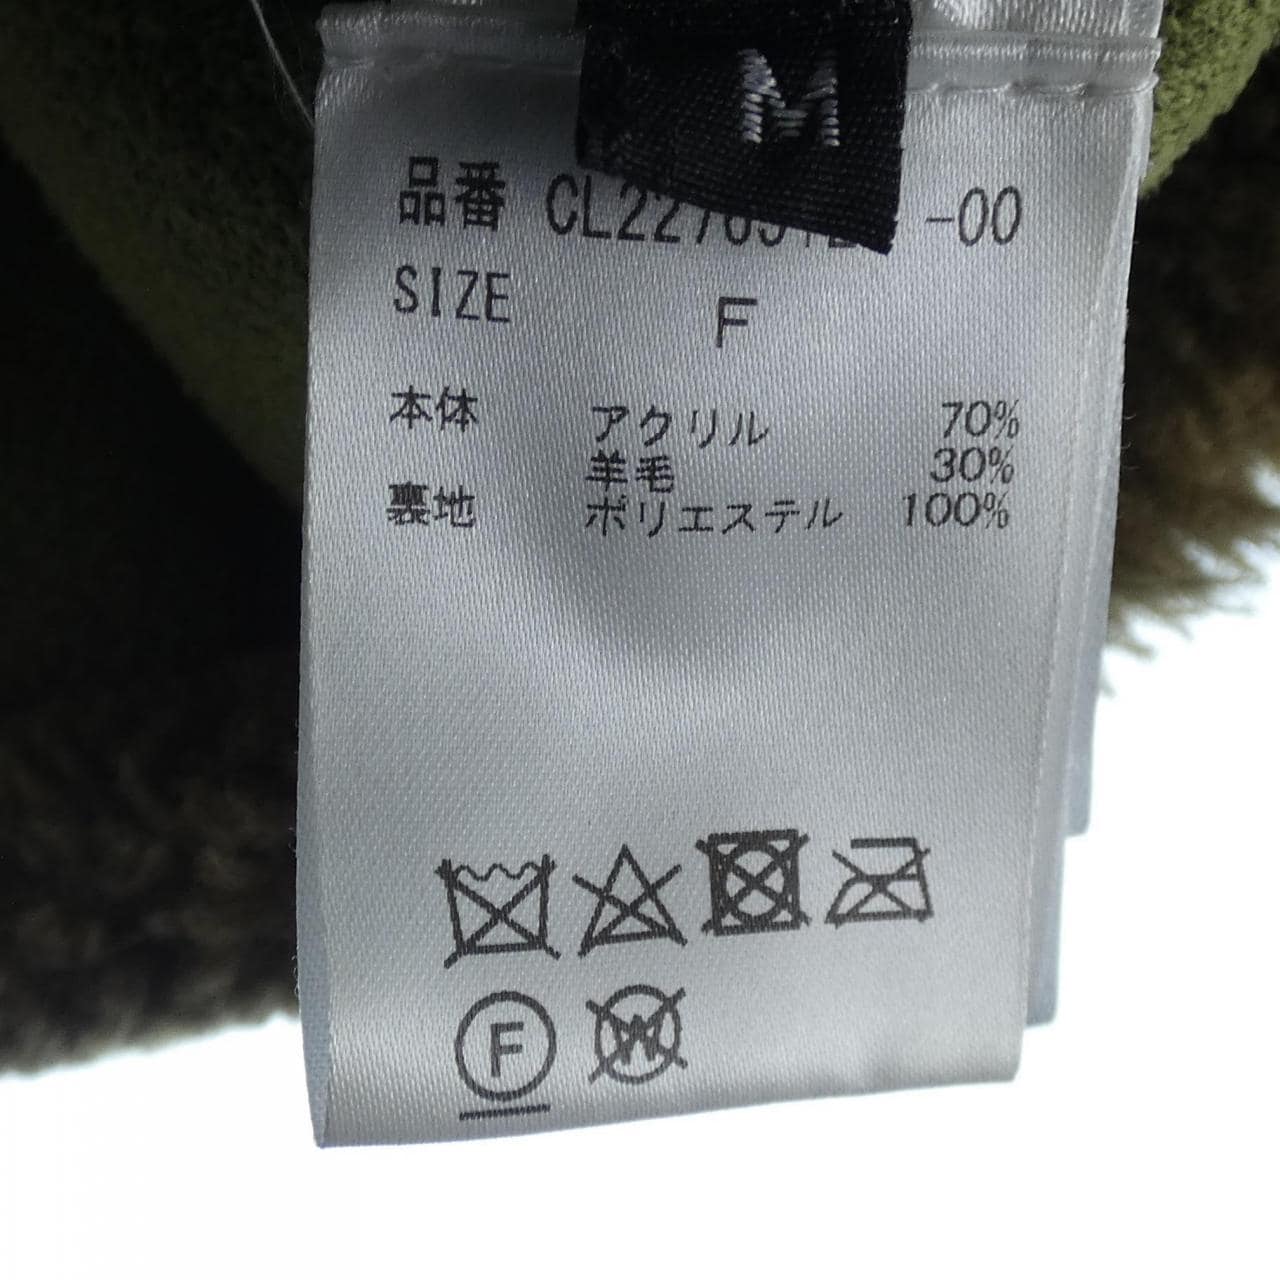 M
品番 -00
SIZE F
本体 アクリル 70%
羊毛 30%
裏地 ポリエステル 100%
F
W